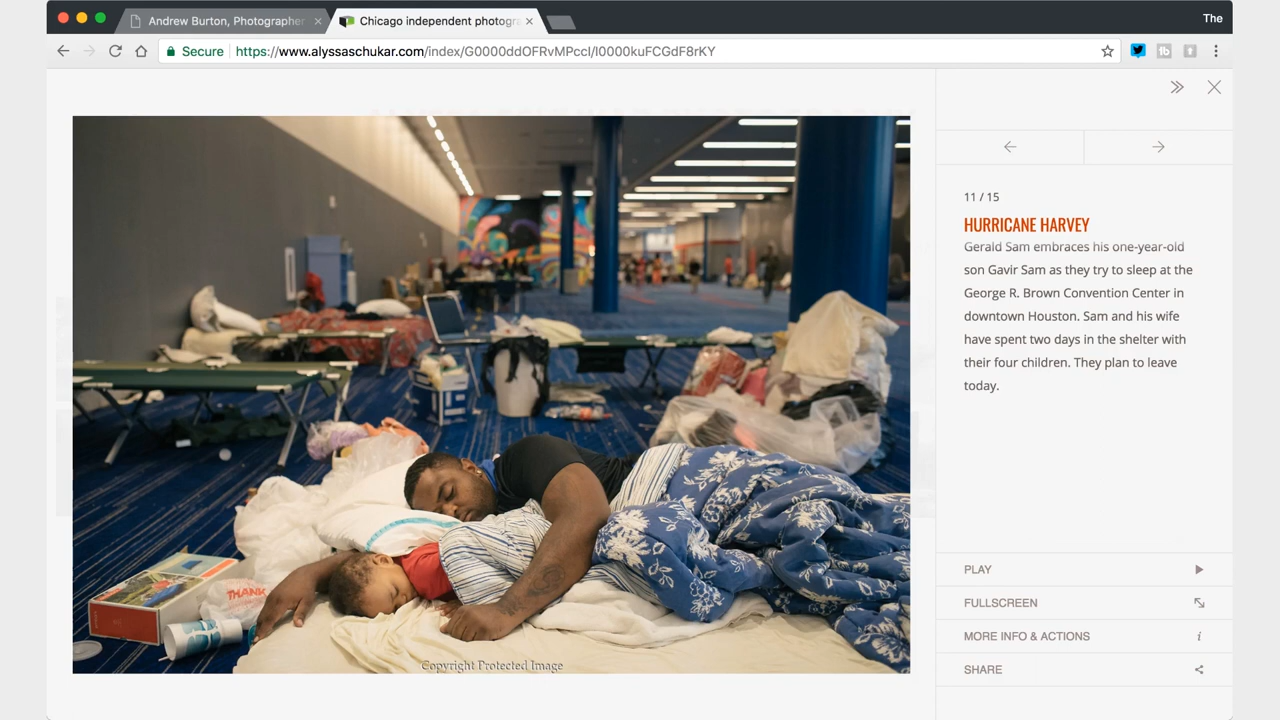 Andrew Burton, Photographer
Chicago independent photogra
The
Secure
https://www.alyssaschukar.com/index/G0000ddOFRvMPccI/I0000kuFCGdF8rKY
11 / 15
HURRICANE HARVEY
Gerald Sam embraces his one-year-old
son Gavir Sam as they try to sleep at the
George R. Brown Convention Center in
downtown Houston. Sam and his wife
have spent two days in the shelter with
their four children. They plan to leave
today.
THANK
Copyright Protected Image
PLAY
FULLSCREEN
MORE INFO & ACTIONS
SHARE